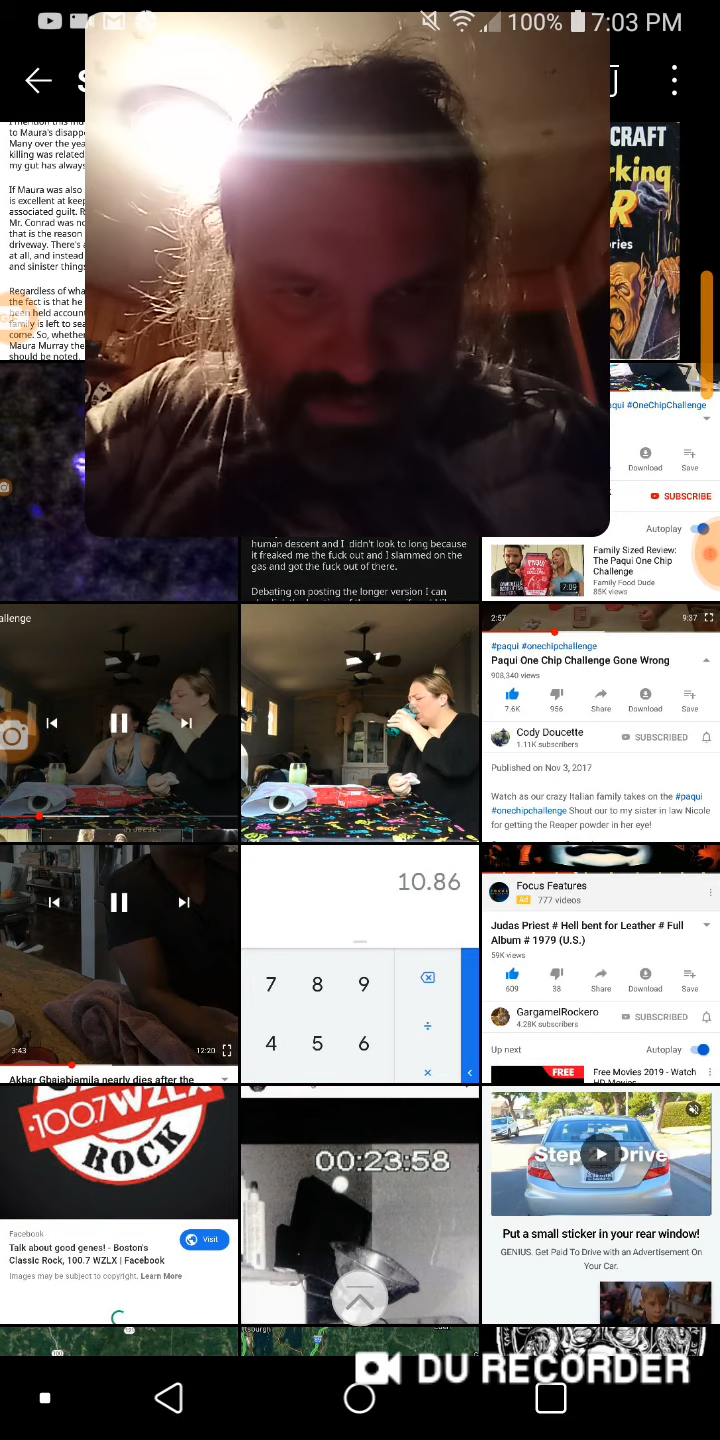 100% 7:03 PM
S
I mention this mu
to Maura's disapp
Many over the yea
killing was related
my gut has always
If Maura was also
is excellent at keep
associated guilt. R
Mr. Conrad was no
that is the reason
driveway. There's a
at all, and instead
and sinister things
Regardless of wha
the fact is that he
been held account
family is left to sea
come. So, whether
Maura Murray the
should be noted.
CRAFT
rking
R
ries
aqui #OneChipChallenge
Download Save
SUBSCRIBE
Autoplay
Family Sized Review:
The Paqui One Chip
Challenge
Family Food Dude
85K views
7:09
human descent and I didn't look to long because
it freaked me the fuck out and I slammed on the
gas and got the fuck out of there.
Debating on posting the longer version I can
allenge
2:57 9:37
#paqui #onechipchallenge
Paqui One Chip Challenge Gone Wrong
908,340 views
7.6K 956 Share Download Save
Cody Doucette
1.11K subscribers
SUBSCRIBED
Published on Nov 3, 2017
Watch as our crazy Italian family takes on the #paqui
#onechipchallenge Shout our to my sister in law Nicole
for getting the Reaper powder in her eye!
3:43 12:20
Akbar Gbajabiamila nearly dies after the
10.86
7 8 9
4 5 6
÷
×
Focus Features
Ad 777 videos
Judas Priest # Hell bent for Leather # Full
Album # 1979 (U.S.)
59K views
609 38 Share Download Save
GargamelRockero
4.28K subscribers
SUBSCRIBED
Up next Autoplay
FREE
Free Movies 2019 - Watch
HD Movies
·100.7 WZLX
ROCK
Facebook
Talk about good genes! - Boston's
Classic Rock, 100.7 WZLX | Facebook
Visit
Images may be subject to copyright. Learn More
00:23:58
Step Drive
Put a small sticker in your rear window!
GENIUS. Get Paid To Drive with an Advertisement On
Your Car.
ttsburgh
DU RECORDER